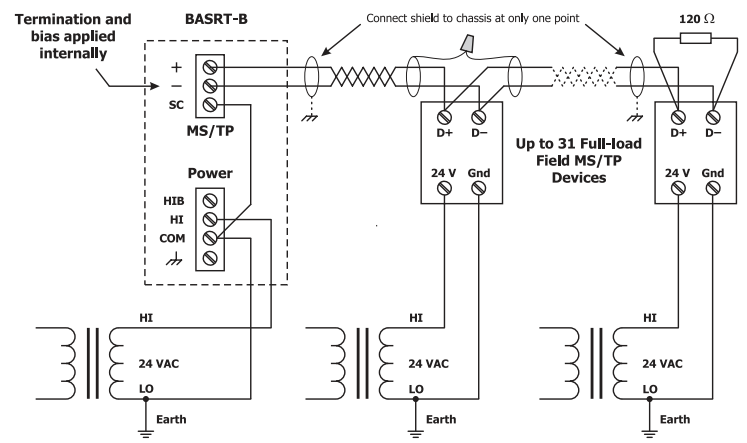 Termination and
bias applied
internally
BASRT-B
Connect shield to chassis at only one point
120 Ω
+
−
SC
MS/TP
D+ D−
Up to 31 Full-load
Field MS/TP
Devices
D+ D−
Power
HIB
HI
COM
24 V Gnd
24 V Gnd
HI
24 VAC
LO
Earth
HI
24 VAC
LO
Earth
HI
24 VAC
LO
Earth